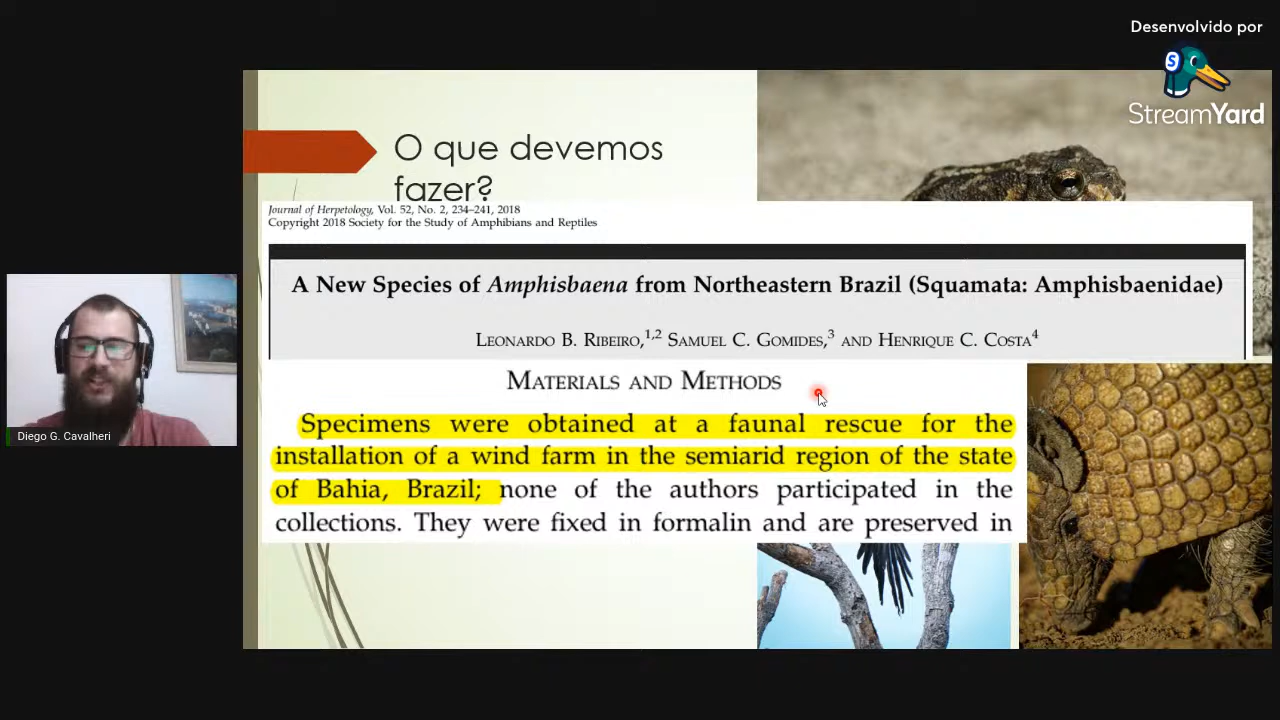 Desenvolvido por
S
StreamYard
O que devemos
fazer?
Journal of Herpetology, Vol. 52, No. 2, 234–241, 2018
Copyright 2018 Society for the Study of Amphibians and Reptiles
A New Species of Amphisbaena from Northeastern Brazil (Squamata: Amphisbaenidae)
LEONARDO B. RIBEIRO,1,2 SAMUEL C. GOMIDES,3 AND HENRIQUE C. COSTA4
MATERIALS AND METHODS
Specimens were obtained at a faunal rescue for the
installation of a wind farm in the semiarid region of the state
of Bahia, Brazil; none of the authors participated in the
collections. They were fixed in formalin and are preserved in
Diego G. Cavalheri